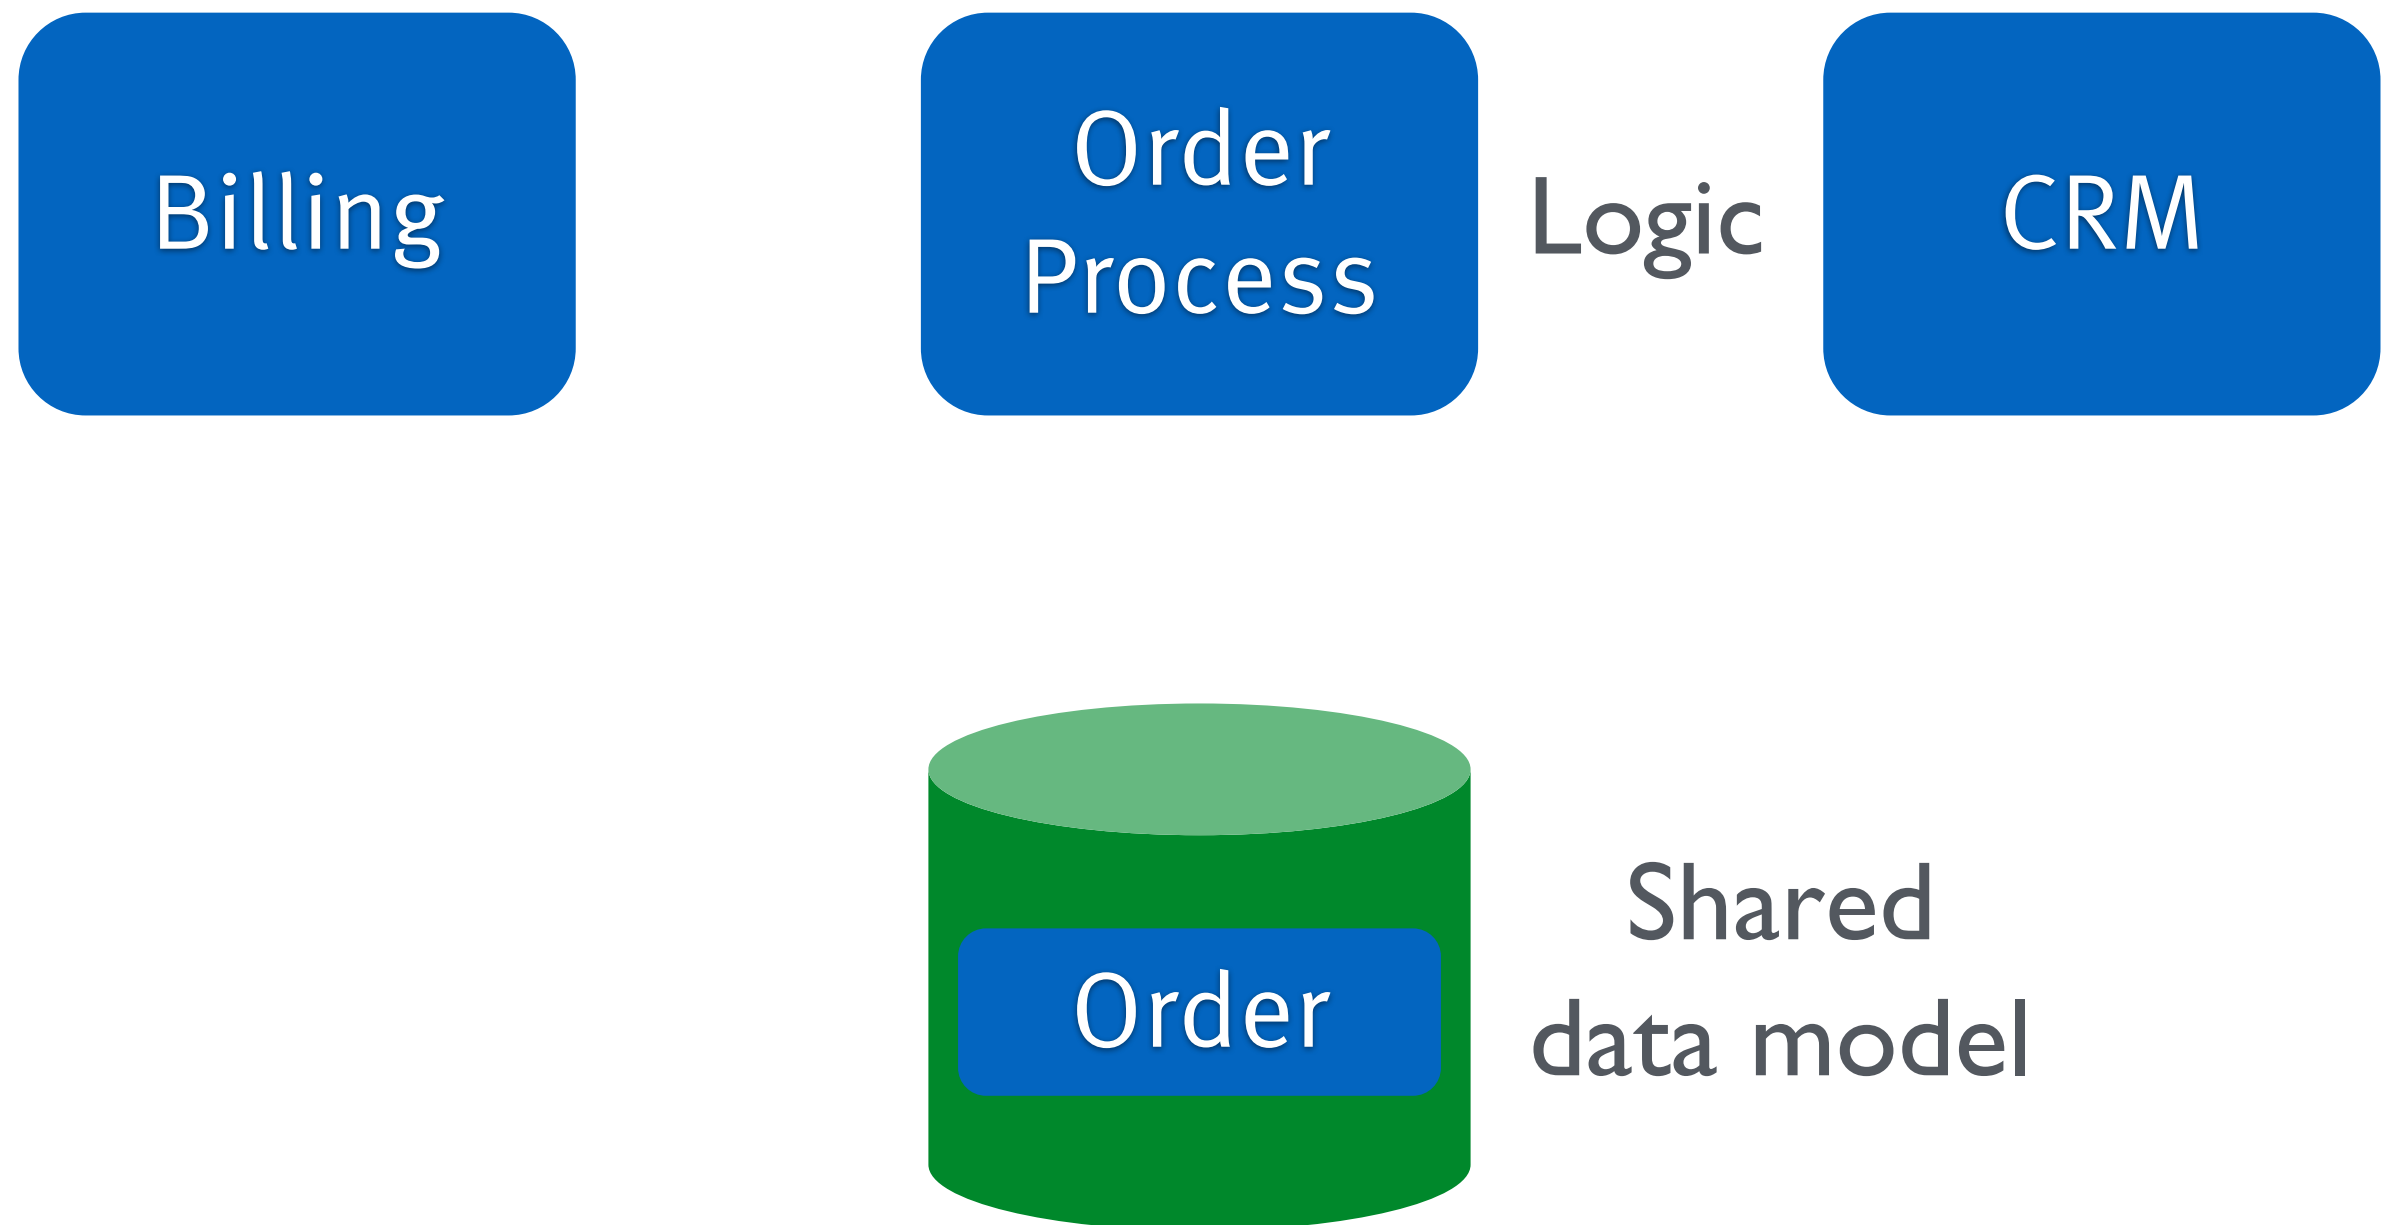 Billing
Order
Process
Logic
CRM
Order
Shared
data model